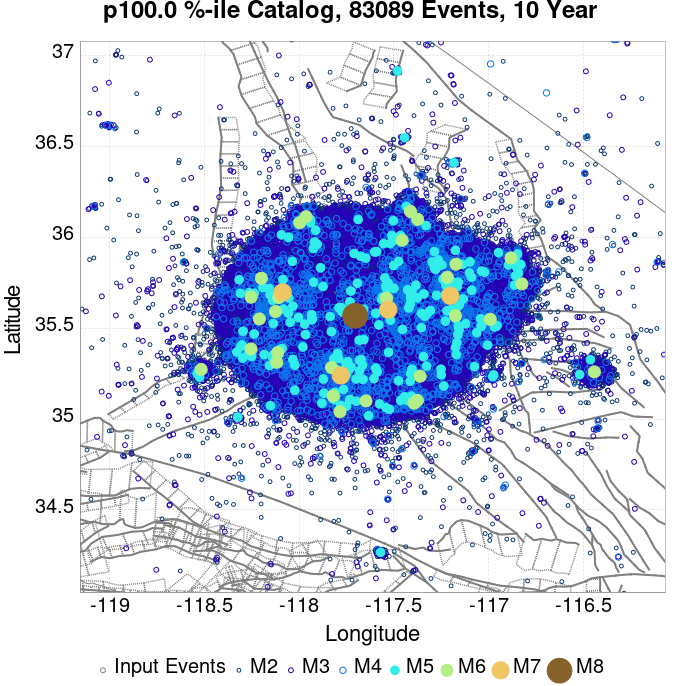 p100.0 %-ile Catalog, 83089 Events, 10 Year
37
36.5
36
35.5
35
34.5
Latitude
-119 -118.5 -118 -117.5 -117 -116.5
Longitude
Input Events M2 M3 M4 M5 M6 M7 M8